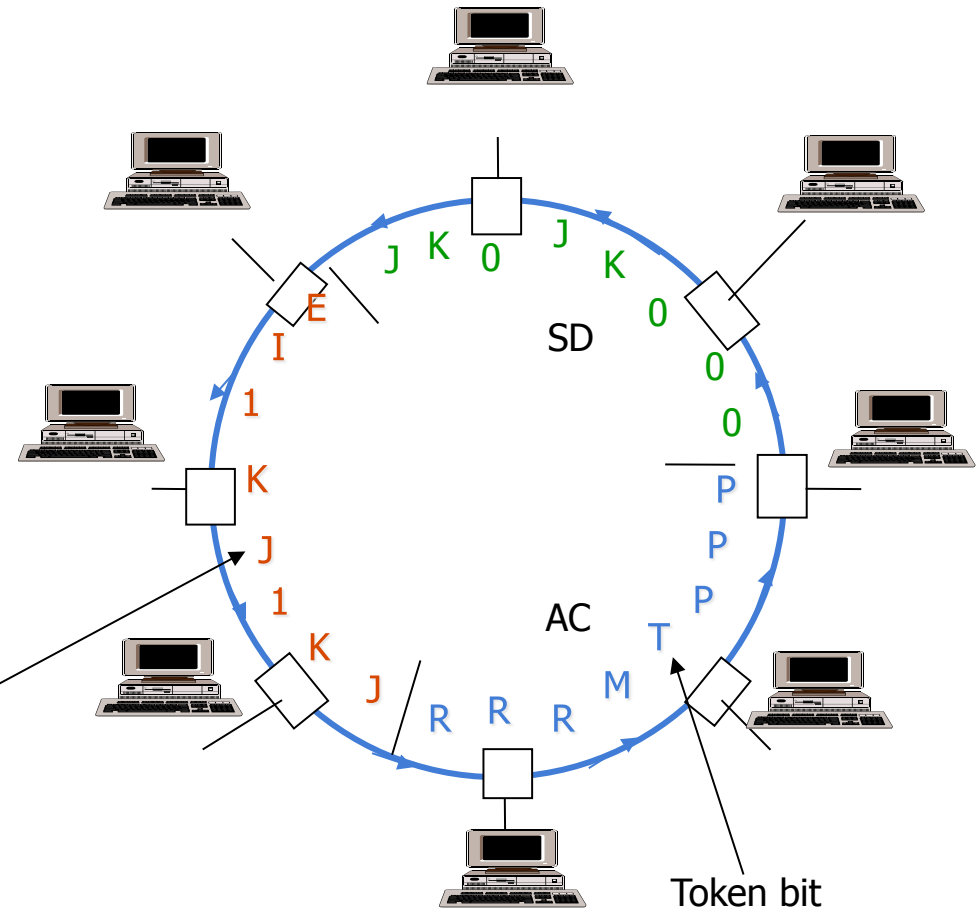 J K 0 J K 0 0 0
SD
P P P T M R R R
AC
J K 1 J K 1 I E
Token bit